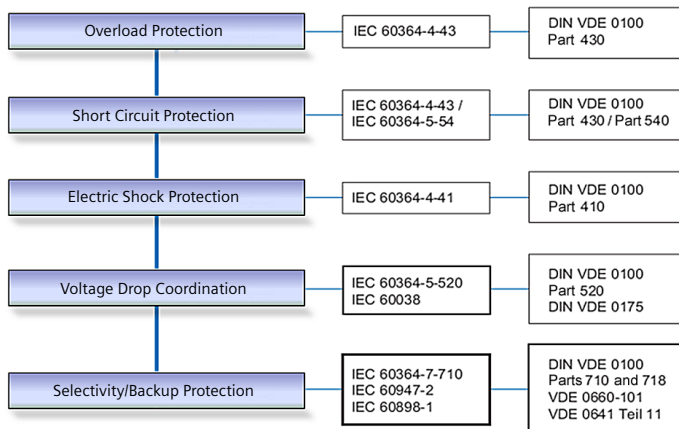 Overload Protection
IEC 60364-4-43
DIN VDE 0100
Part 430
Short Circuit Protection
IEC 60364-4-43 /
IEC 60364-5-54
DIN VDE 0100
Part 430 / Part 540
Electric Shock Protection
IEC 60364-4-41
DIN VDE 0100
Part 410
Voltage Drop Coordination
IEC 60364-5-520
IEC 60038
DIN VDE 0100
Part 520
DIN VDE 0175
Selectivity/Backup Protection
IEC 60364-7-710
IEC 60947-2
IEC 60898-1
DIN VDE 0100
Parts 710 and 718
VDE 0660-101
VDE 0641 Teil 11